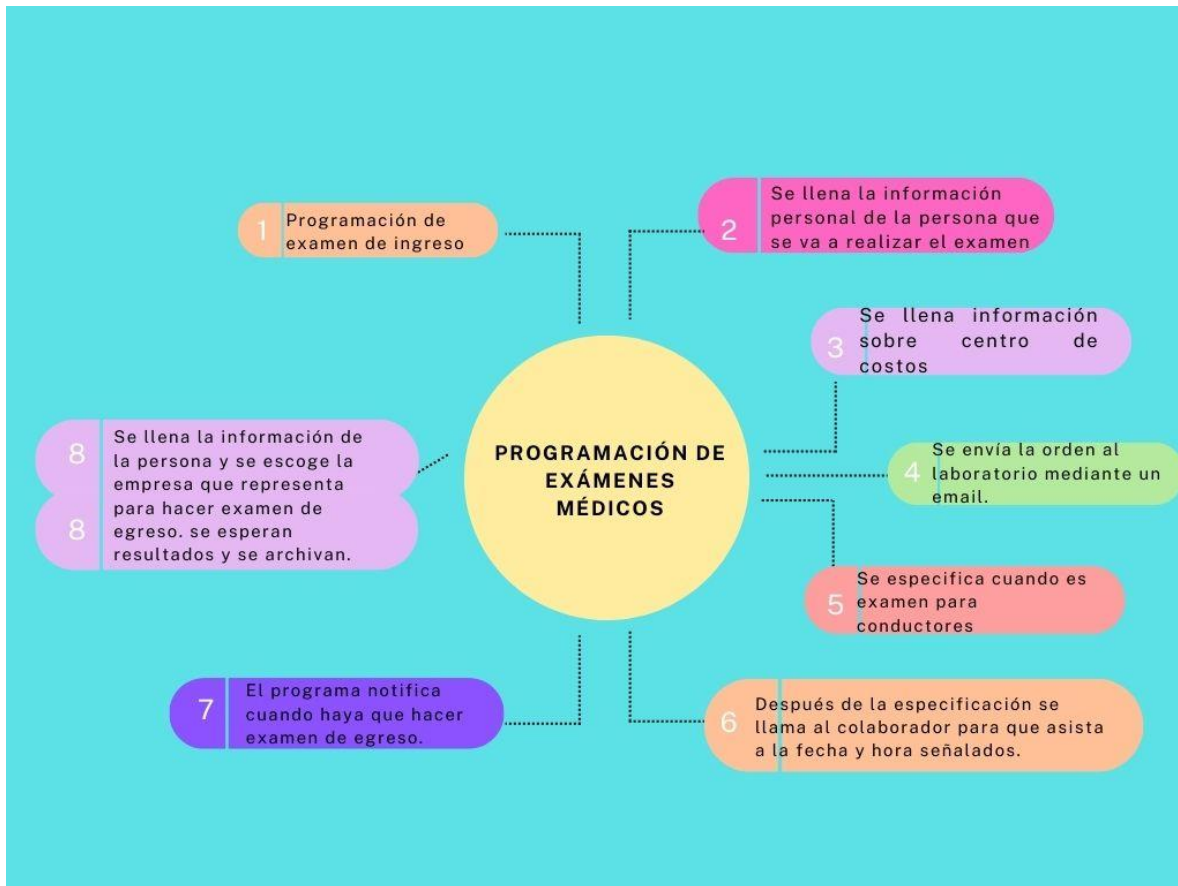 1
Programación de
examen de ingreso
2
Se llena la información
personal de la persona que
se va a realizar el examen
3
Se llena información
sobre centro de
costos
4
Se envía la orden al
laboratorio mediante un
email.
5
Se especifica cuando es
examen para
conductores
6
Después de la especificación se
llama al colaborador para que asista
a la fecha y hora señalados.
7
El programa notifica
cuando haya que hacer
examen de egreso.
8
8
Se llena la información de
la persona y se escoge la
empresa que representa
para hacer examen de
egreso. se esperan
resultados y se archivan.
PROGRAMACIÓN DE
EXÁMENES
MÉDICOS